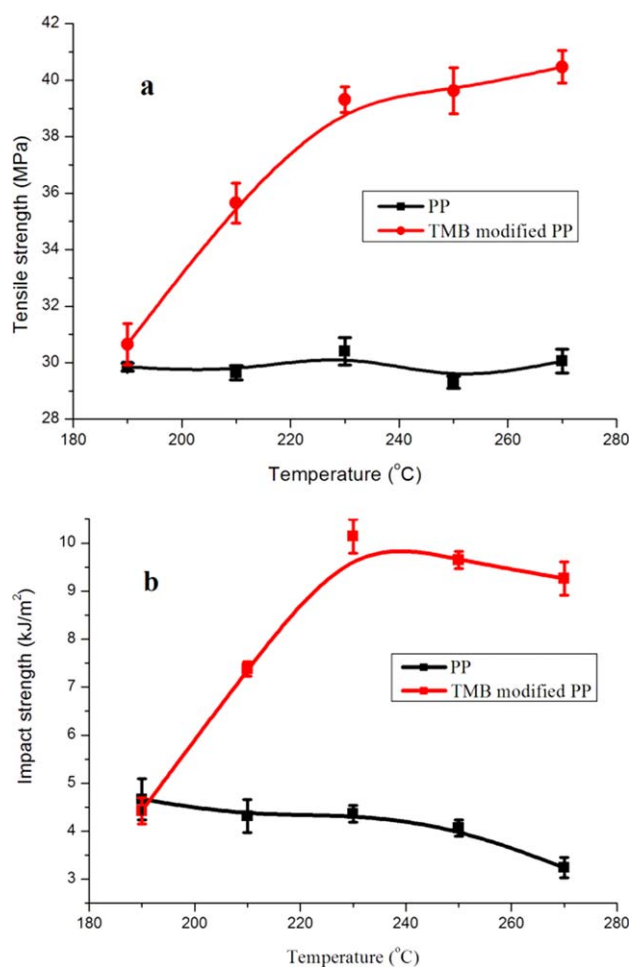 a
42
40
38
36
34
32
30
28
Tensile strength (MPa)
PP
TMB modified PP
180 200 220 240 260 280
Temperature (°C)
b
10
9
8
7
6
5
4
3
Impact strength (kJ/m²)
PP
TMB modified PP
180 200 220 240 260 280
Temperature (°C)